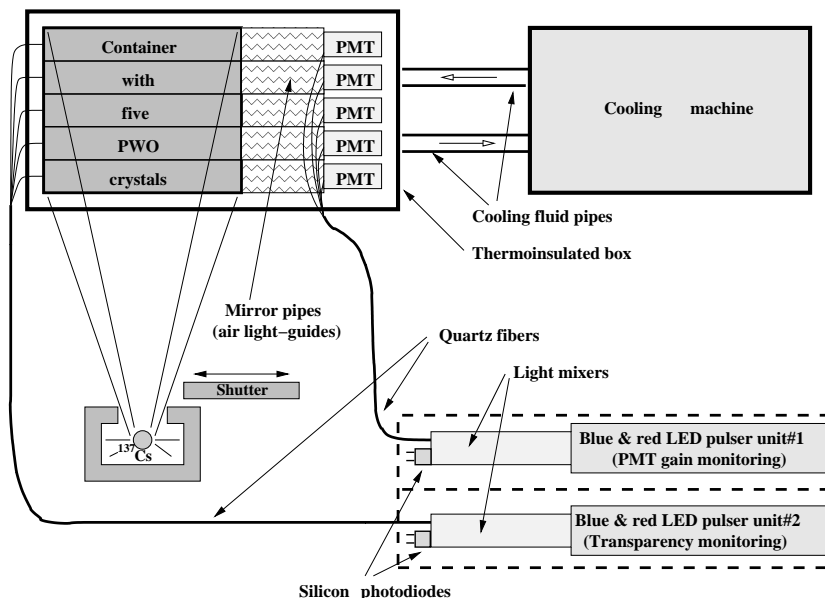 Container
with
five
PWO
crystals
PMT
PMT
PMT
PMT
PMT
Cooling machine
Cooling fluid pipes
Thermoinsulated box
Mirror pipes
(air light−guides)
Quartz fibers
Shutter
Light mixers
137Cs
Blue & red LED pulser unit#1
(PMT gain monitoring)
Blue & red LED pulser unit#2
(Transparency monitoring)
Silicon photodiodes